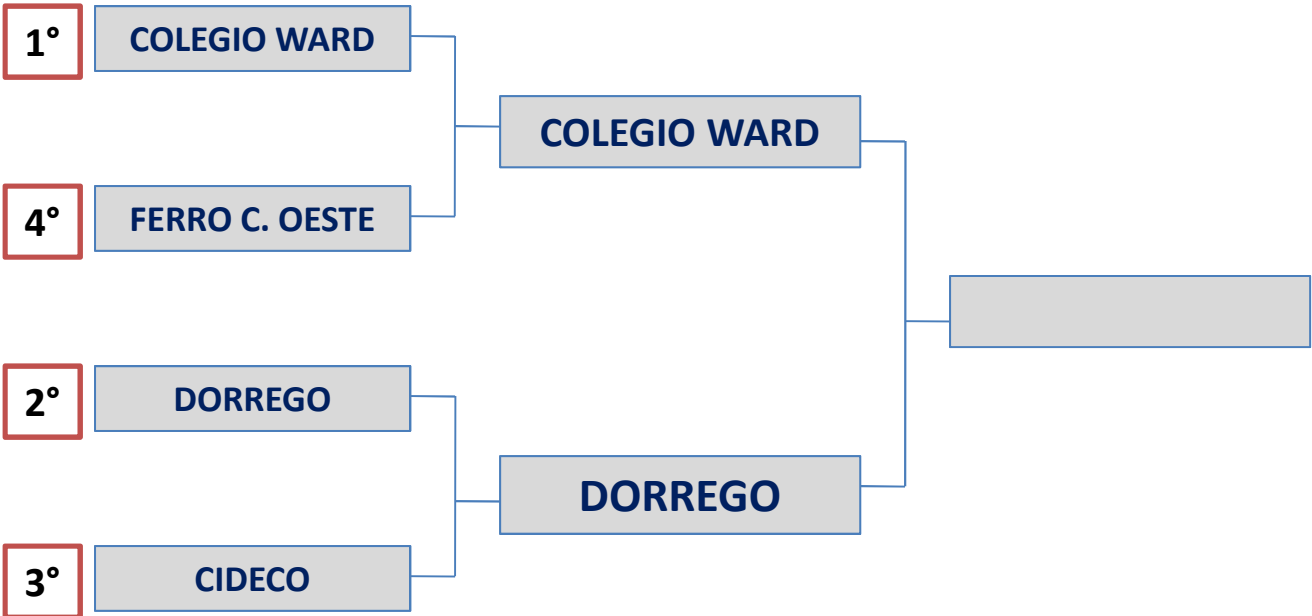 1° COLEGIO WARD
COLEGIO WARD
4° FERRO C. OESTE
2° DORREGO
DORREGO
3° CIDECO